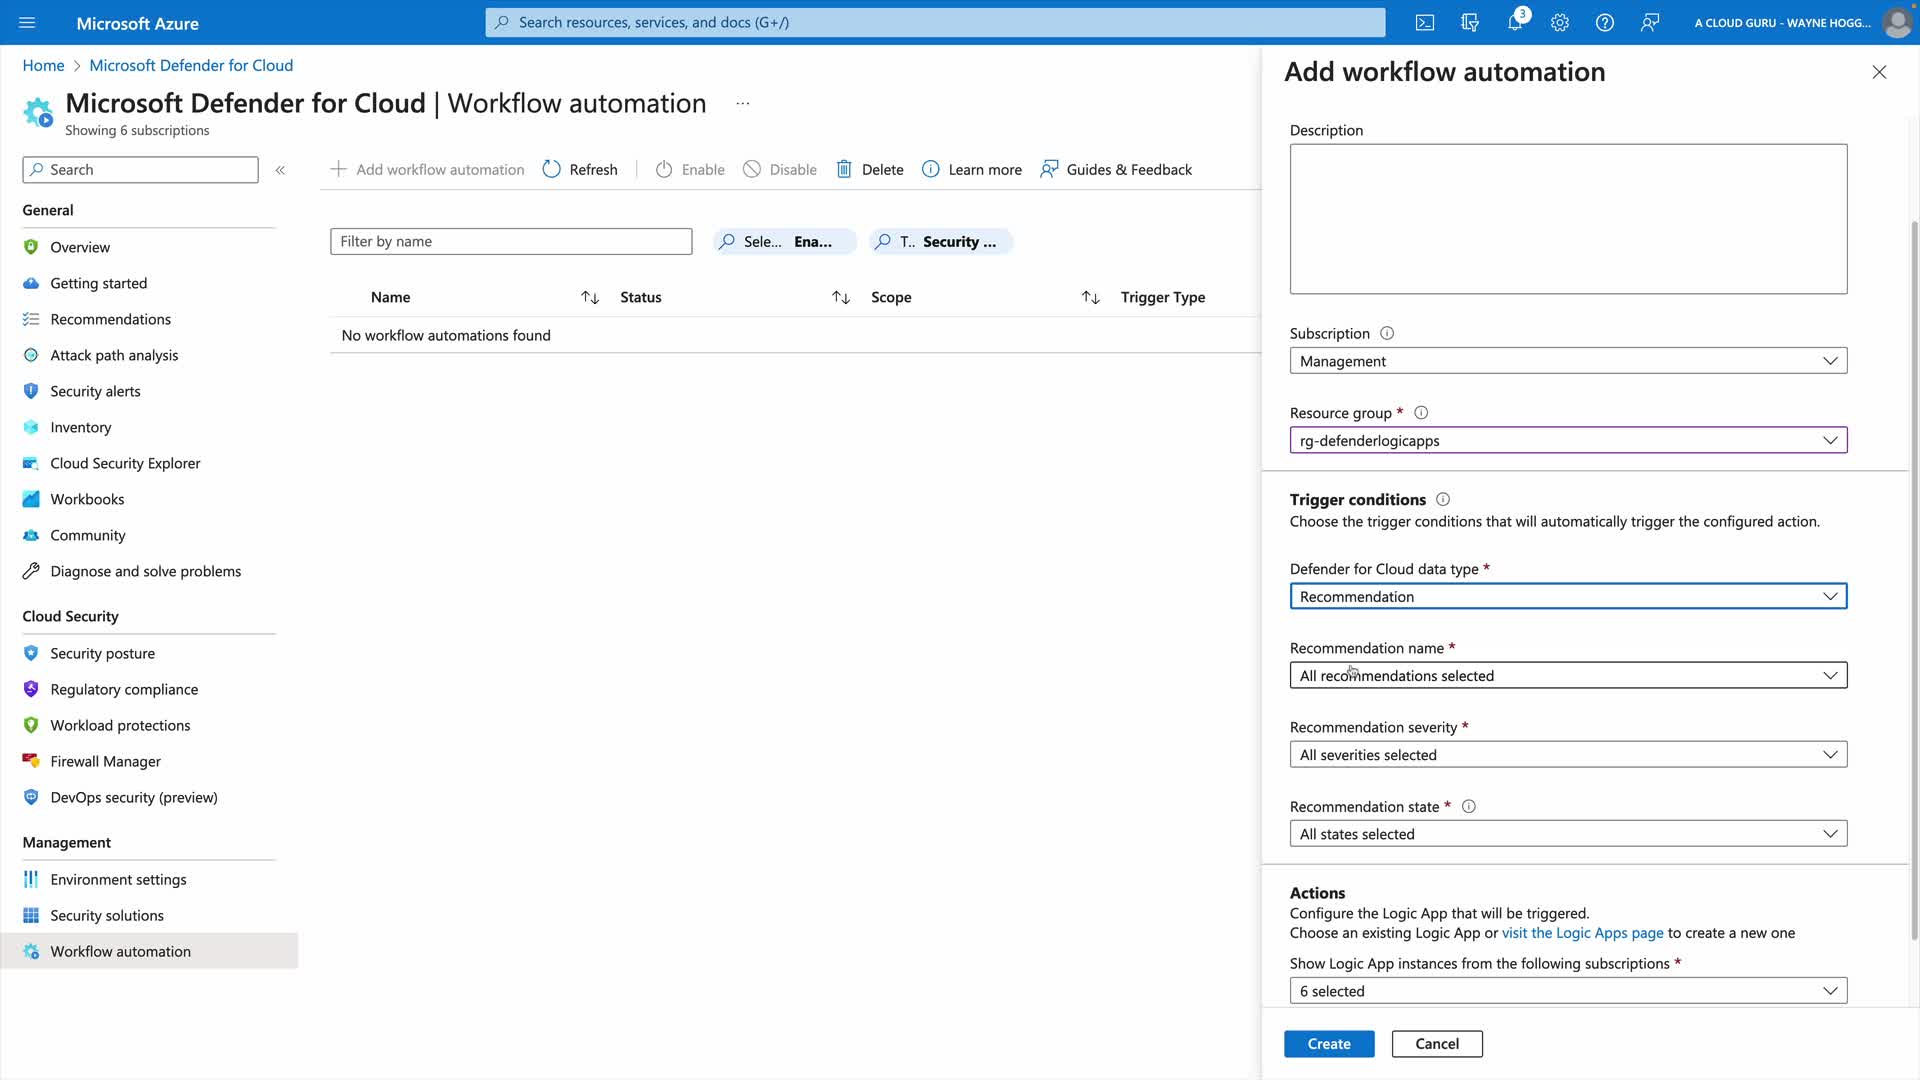 Microsoft Azure
Search resources, services, and docs (G+/)
3
A CLOUD GURU - WAYNE HOGG...
Home > Microsoft Defender for Cloud
Microsoft Defender for Cloud | Workflow automation ...
Showing 6 subscriptions
Search
«
General
Overview
Getting started
Recommendations
Attack path analysis
Security alerts
Inventory
Cloud Security Explorer
Workbooks
Community
Diagnose and solve problems
Cloud Security
Security posture
Regulatory compliance
Workload protections
Firewall Manager
DevOps security (preview)
Management
Environment settings
Security solutions
Workflow automation
Add workflow automation
Refresh
Enable
Disable
Delete
Learn more
Guides & Feedback
Filter by name
Sele... Ena...
T.. Security ...
Name
Status
Scope
Trigger Type
No workflow automations found
Add workflow automation
Description
Subscription
Management
Resource group *
rg-defenderlogicapps
Trigger conditions
Choose the trigger conditions that will automatically trigger the configured action.
Defender for Cloud data type *
Recommendation
Recommendation name *
All recommendations selected
Recommendation severity *
All severities selected
Recommendation state *
All states selected
Actions
Configure the Logic App that will be triggered.
Choose an existing Logic App or visit the Logic Apps page to create a new one
Show Logic App instances from the following subscriptions *
6 selected
Create
Cancel